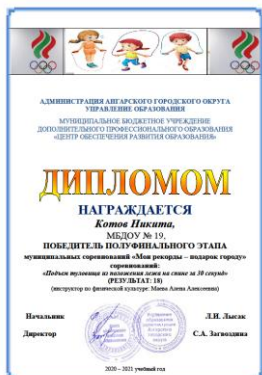 АДМИНИСТРАЦИЯ АНГАРСКОГО ГОРОДСКОГО ОКРУГА
УПРАВЛЕНИЕ ОБРАЗОВАНИЯ
МУНИЦИПАЛЬНОЕ БЮДЖЕТНОЕ УЧРЕЖДЕНИЕ
ДОПОЛНИТЕЛЬНОГО ПРОФЕССИОНАЛЬНОГО ОБРАЗОВАНИЯ
«ЦЕНТР ОБЕСПЕЧЕНИЯ РАЗВИТИЯ ОБРАЗОВАНИЯ»
ДИПЛОМОМ
НАГРАЖДАЕТСЯ
Котов Никита,
МБДОУ № 19,
ПОБЕДИТЕЛЬ ПОЛУФИНАЛЬНОГО ЭТАПА
муниципальных соревнований «Мои рекорды – подарок городу»
соревнований:
«Подъем туловища из положения лежа на спине за 30 секунд»
(РЕЗУЛЬТАТ: 18)
(инструктор по физической культуре: Маева Алена Алексеевна)
Начальник Л.И. Лысак
Директор С.А. Загвоздина
2020 – 2021 учебный год